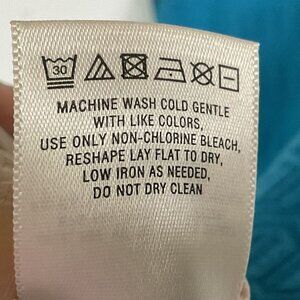 30
MACHINE WASH COLD GENTLE
WITH LIKE COLORS,
USE ONLY NON-CHLORINE BLEACH,
RESHAPE LAY FLAT TO DRY,
LOW IRON AS NEEDED,
DO NOT DRY CLEAN